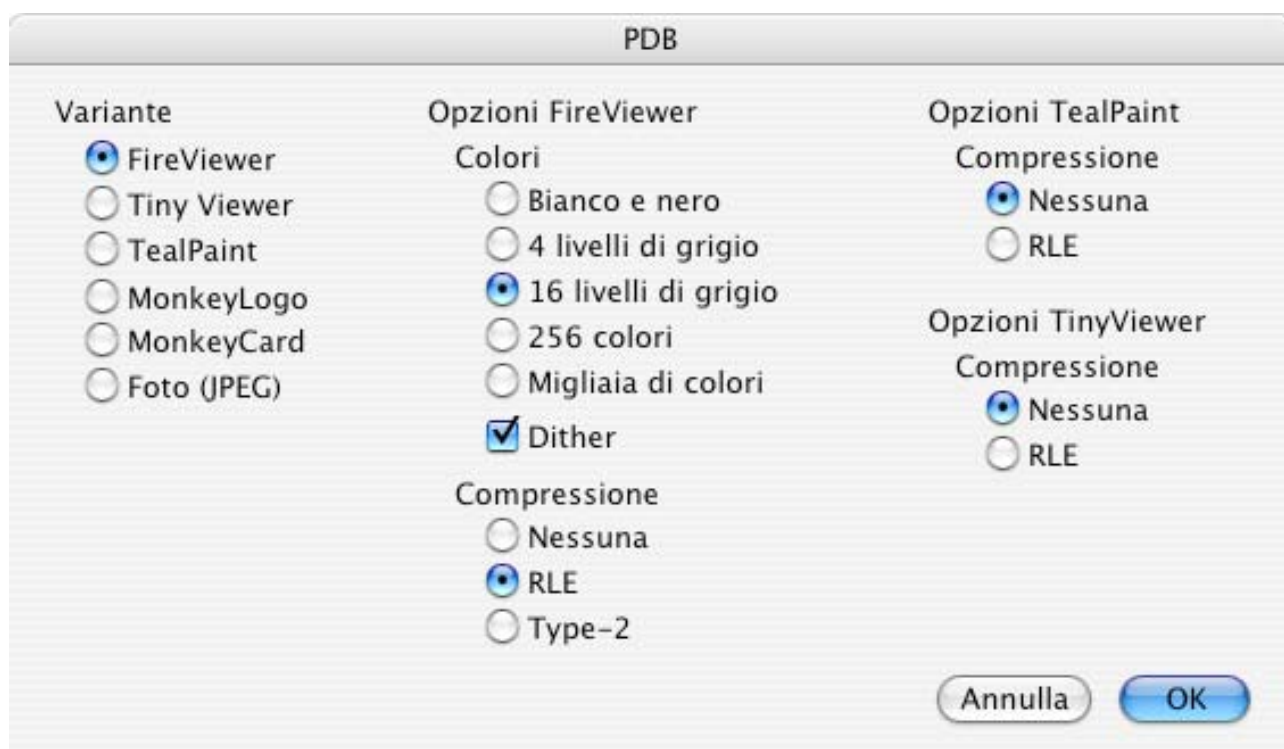 PDB
Variante
FireViewer
Tiny Viewer
TealPaint
MonkeyLogo
MonkeyCard
Foto (JPEG)
Opzioni FireViewer
Colori
Bianco e nero
4 livelli di grigio
16 livelli di grigio
256 colori
Migliaia di colori
Dither
Compressione
Nessuna
RLE
Type-2
Opzioni TealPaint
Compressione
Nessuna
RLE
Opzioni TinyViewer
Compressione
Nessuna
RLE
Annulla
OK